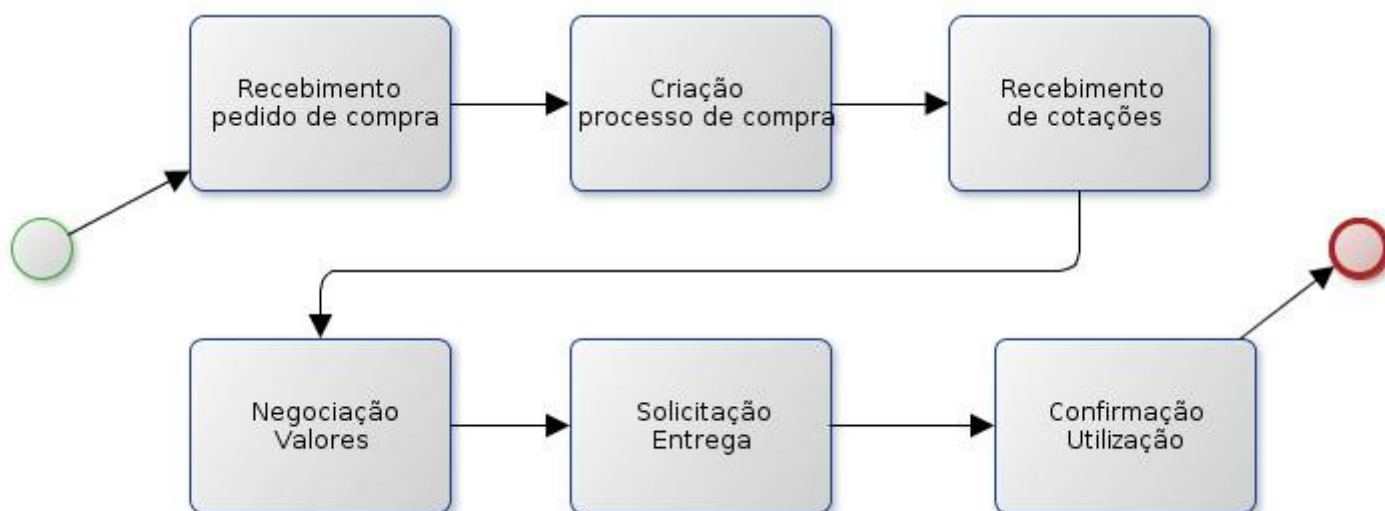 Recebimento
pedido de compra
Criação
processo de compra
Recebimento
de cotações
Negociação
Valores
Solicitação
Entrega
Confirmação
Utilização